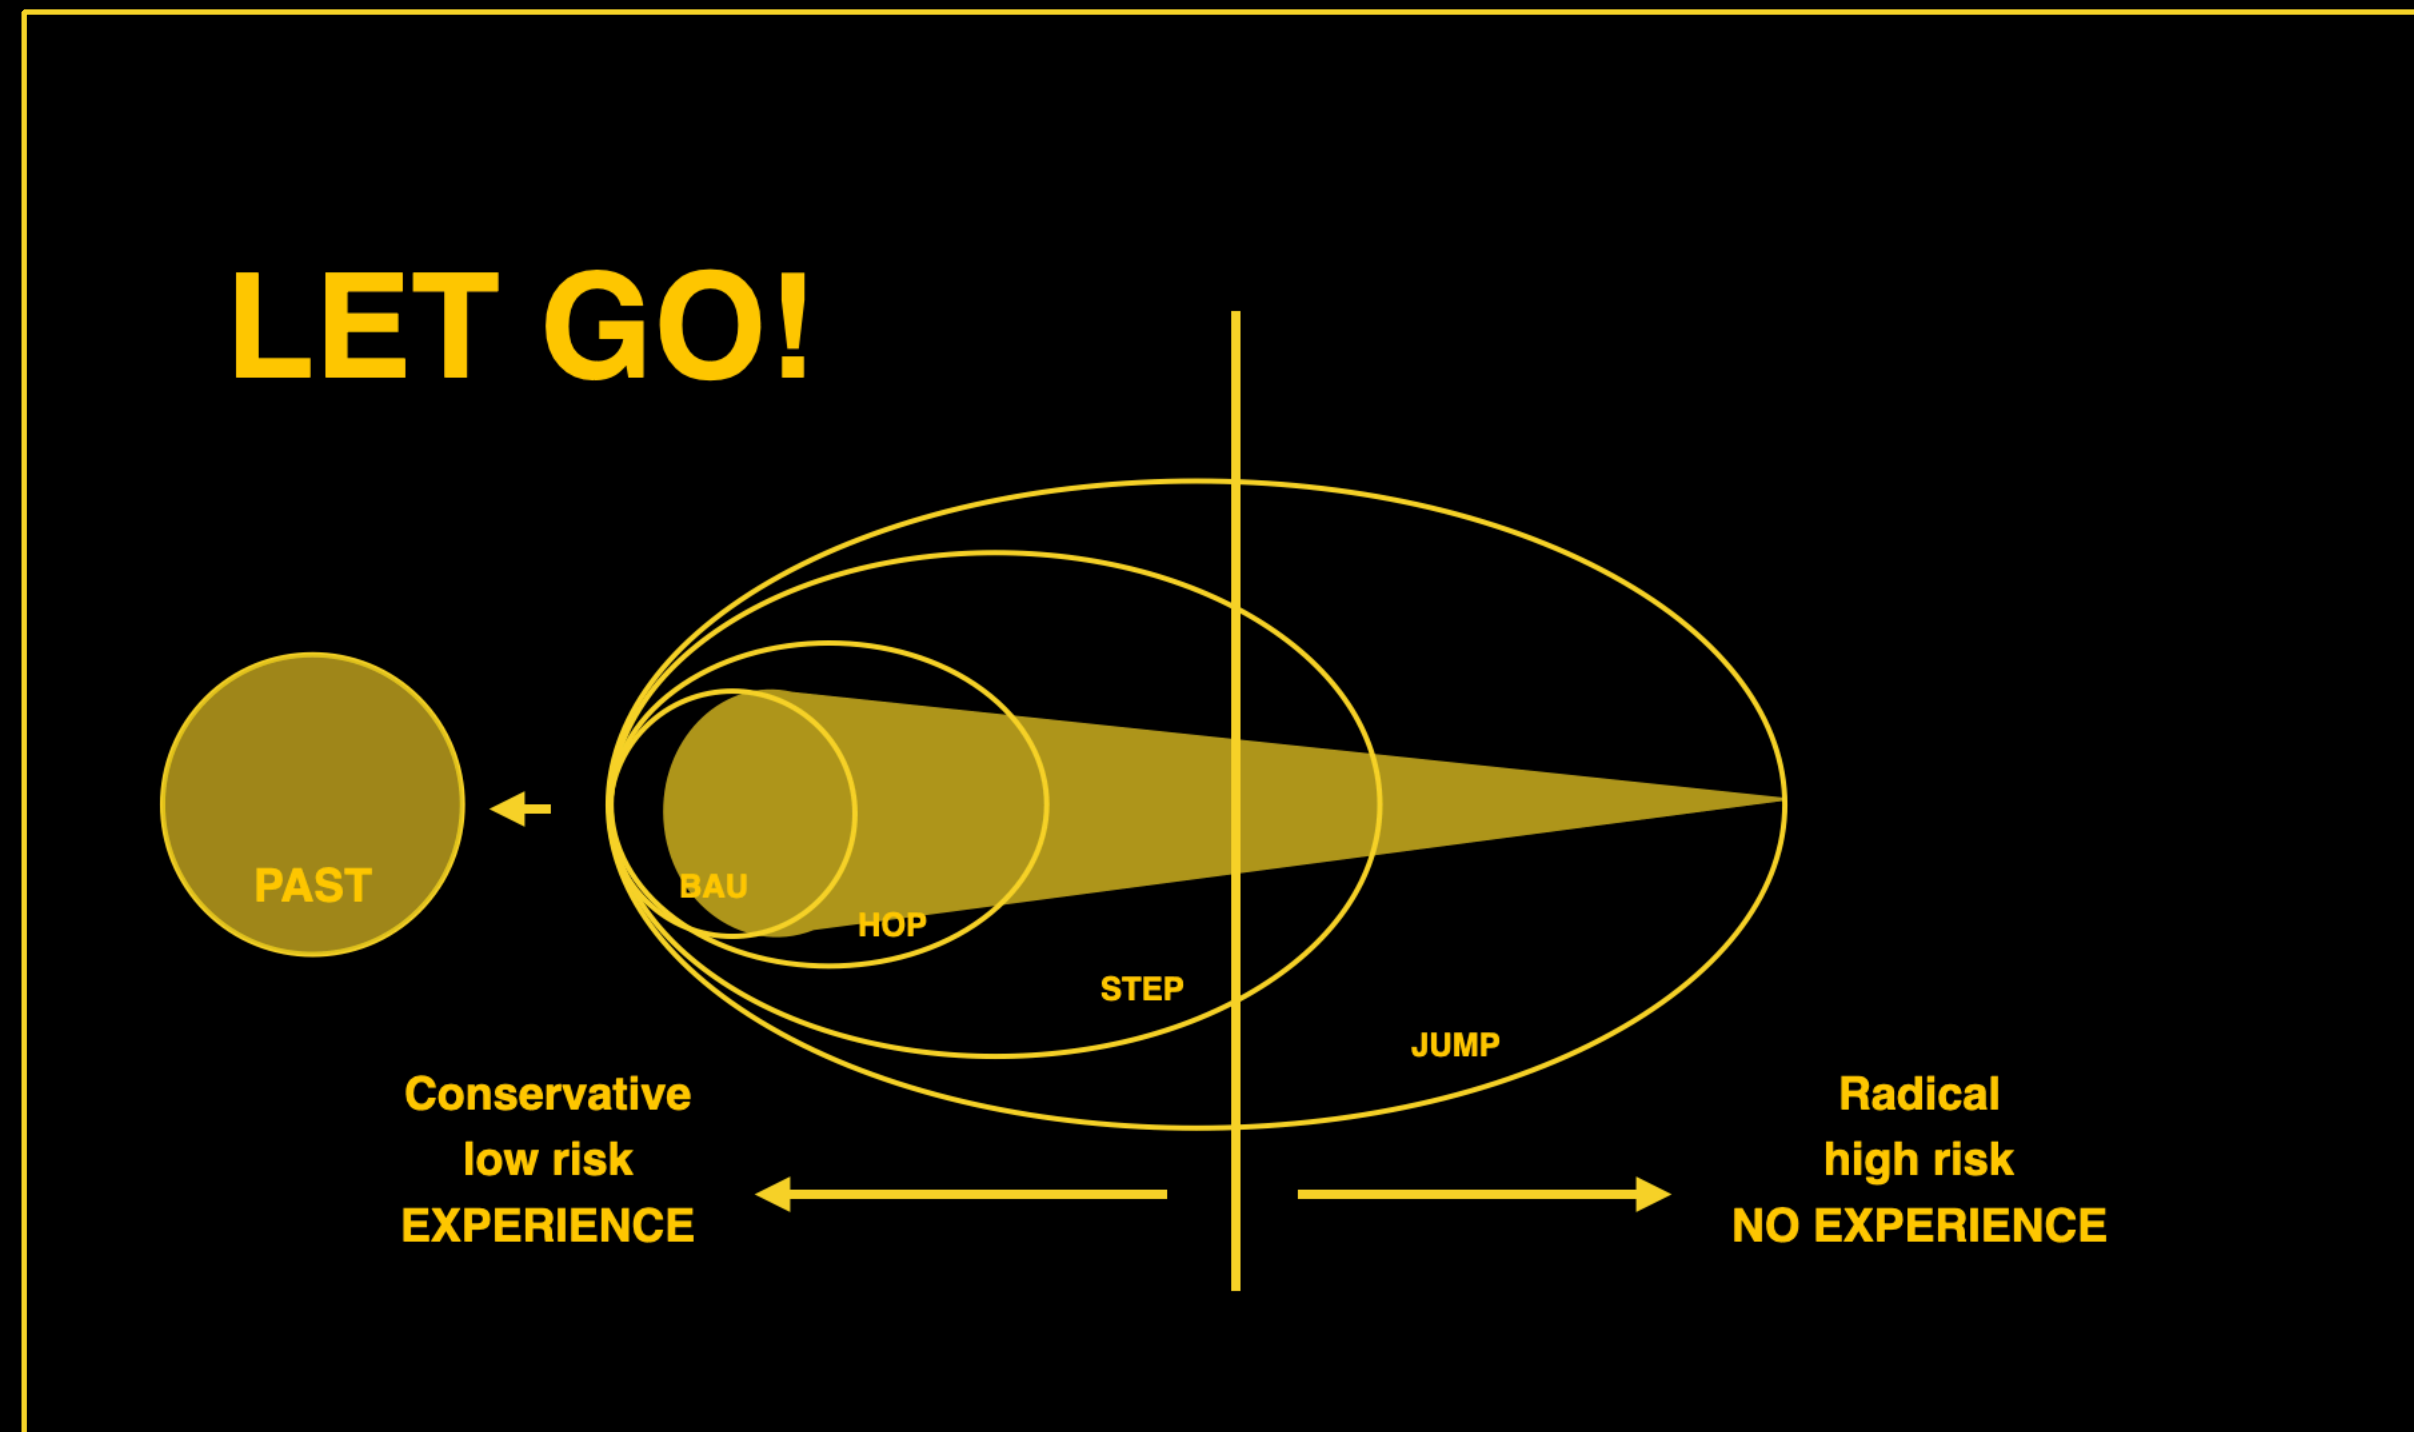 LET GO!
PAST
BAU
HOP
STEP
JUMP
Conservative
low risk
EXPERIENCE
Radical
high risk
NO EXPERIENCE